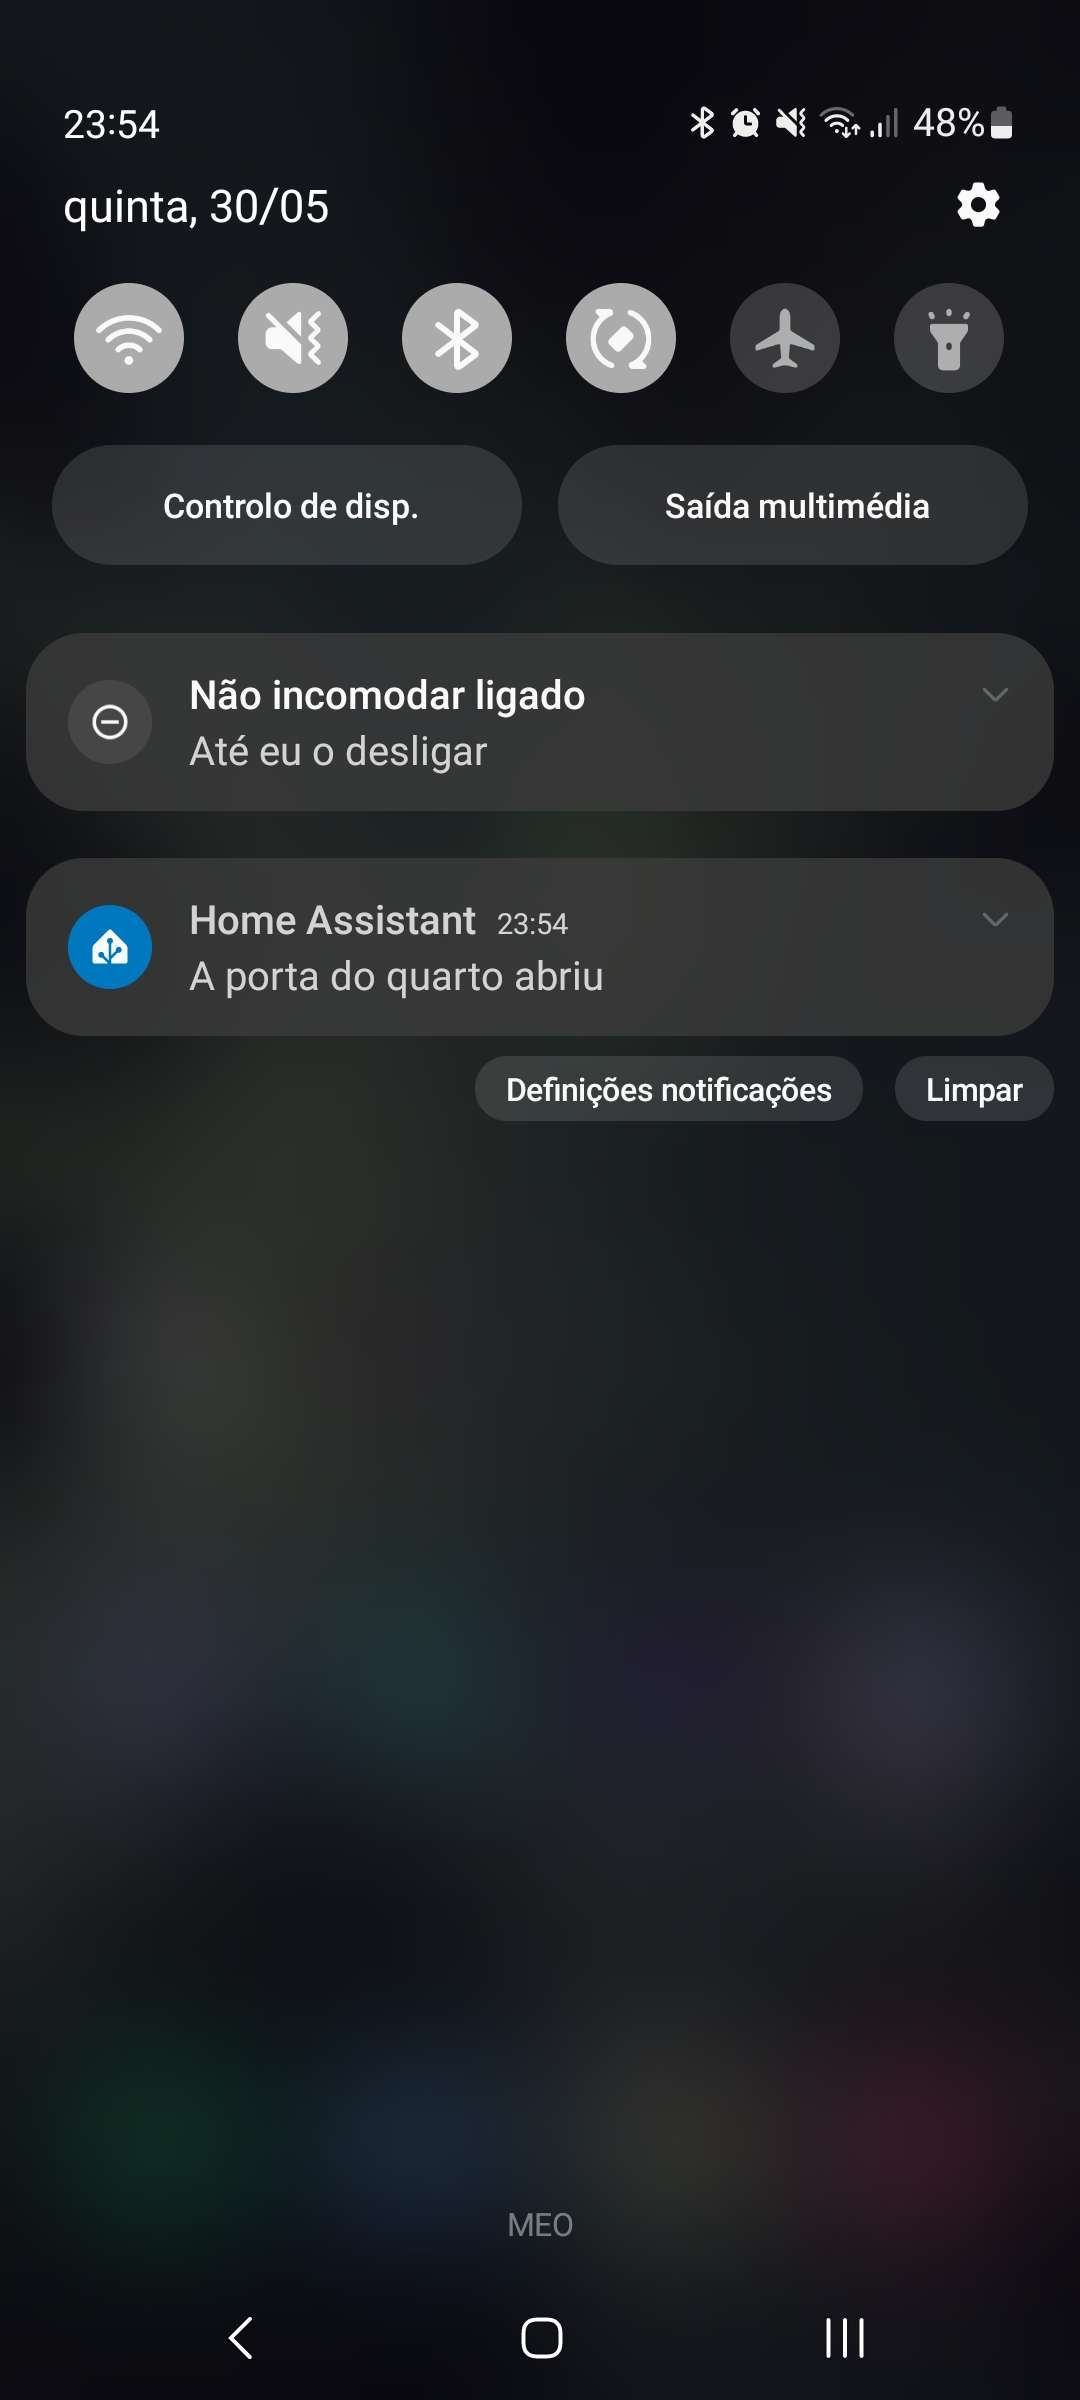 23:54
48%
quinta, 30/05
Controlo de disp.
Saída multimédia
Não incomodar ligado
Até eu o desligar
Home Assistant 23:54
A porta do quarto abriu
Definições notificações
Limpar
MEO